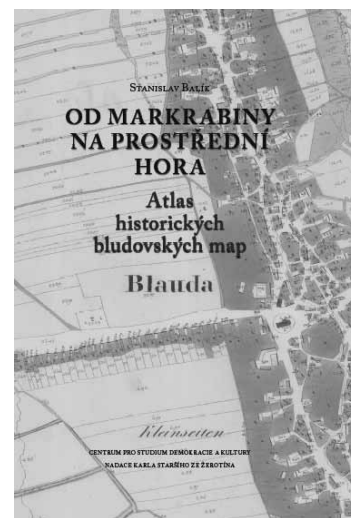 Stanislav Balík
OD MARKRABINY
NA PROSTŘEDNÍ
HORA
Atlas
historických
bludovských map
Blauda
Kleinseiten
CENTRUM PRO STUDIUM DEMOKRACIE A KULTURY
NADACE KARLA STARŠÍHO ZE ŽEROTÍNA